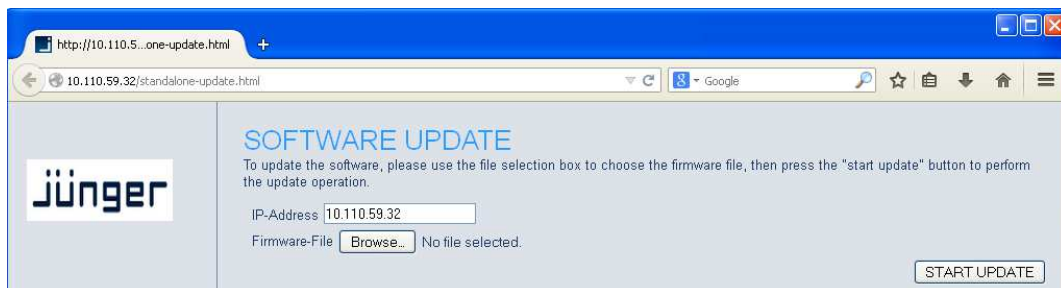 http://10.110.5...one-update.html
10.110.59.32/standalone-update.html
Google
jünger
SOFTWARE UPDATE
To update the software, please use the file selection box to choose the firmware file, then press the "start update" button to perform
the update operation.
IP-Address 10.110.59.32
Firmware-File Browse... No file selected.
START UPDATE